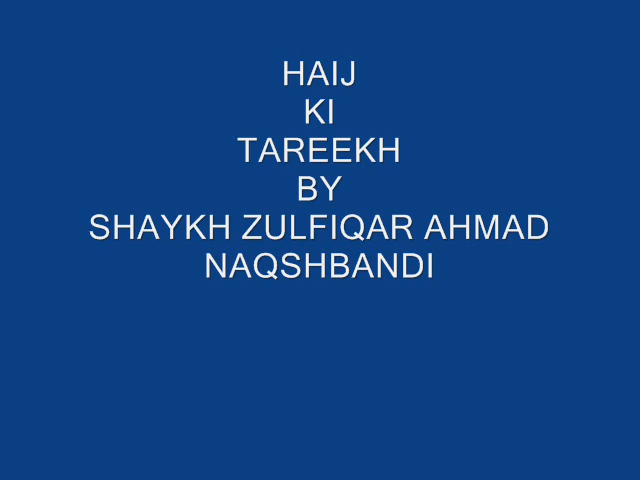 HAIJ
KI
TAREEKH
BY
SHAYKH ZULFIQAR AHMAD
NAQSHBANDI